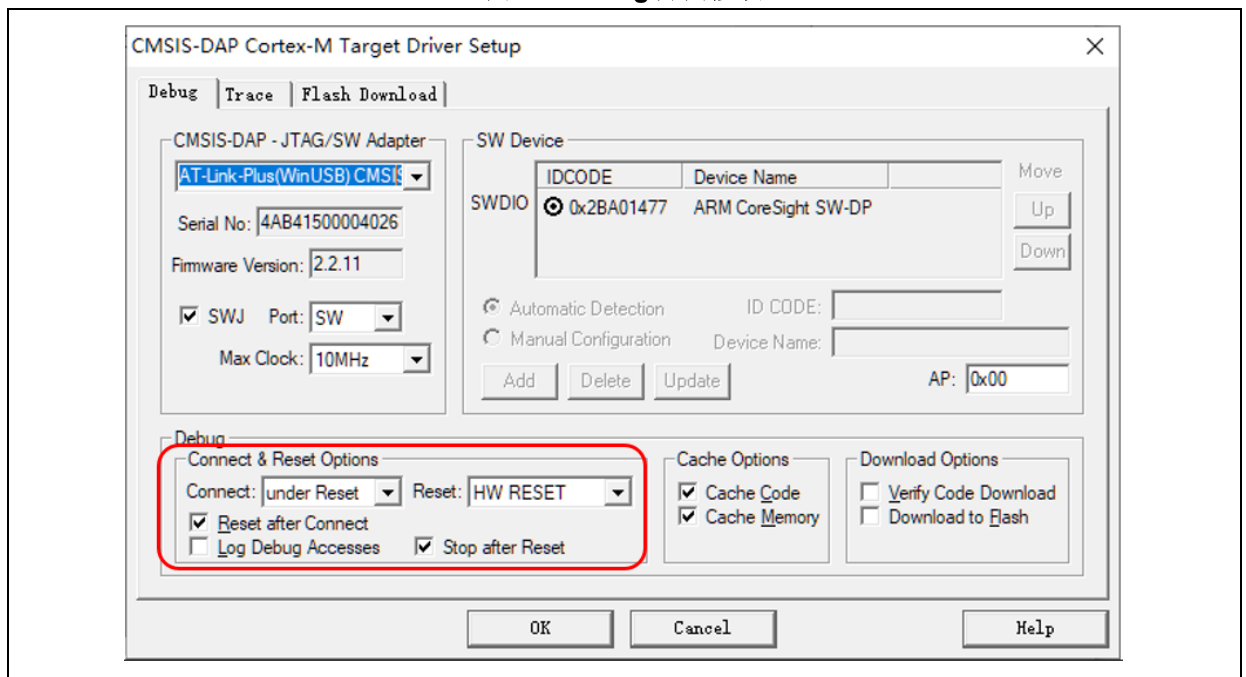 CMSIS-DAP Cortex-M Target Driver Setup
Debug Trace Flash Download
CMSIS-DAP - JTAG/SW Adapter
AT-Link-Plus(WinUSB)
Serial No: 4AB41500004026
Firmware Version: 2.2.11
SWJ Port: SW
Max Clock: 10MHz
SW Device
IDCODE Device Name
SWDIO 0x2BA01477 ARM CoreSight SW-DP
Move
Up
Down
Automatic Detection ID CODE:
Manual Configuration Device Name:
Add Delete Update AP: 0x00
Debug
Connect & Reset Options
Connect: under Reset Reset: HW RESET
Reset after Connect
Log Debug Accesses Stop after Reset
Cache Options
Cache Code
Cache Memory
Download Options
Verify Code Download
Download to Flash
OK Cancel Help